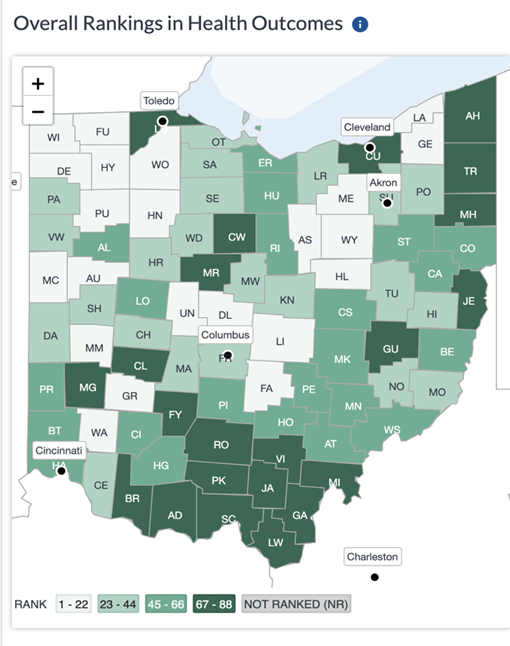 Overall Rankings in Health Outcomes i
+
−
Toledo
Cleveland
LA
AH
WI
FU
GE
OT
CU
WO
SA
ER
TR
DE
HY
LR
Akron
PA
SE
HU
ME
SU
PO
PU
HN
MH
VW
AL
WD
CW
RI
AS
WY
ST
CO
HR
MR
HL
CA
MC
AU
MW
TU
JE
SH
LO
UN
DL
KN
CS
HI
DA
CH
Columbus
LI
GU
BE
MM
FR
MK
CL
MA
PR
MG
GR
FA
PE
NO
MO
FY
PI
MN
BT
WA
CI
HO
WS
RO
AT
Cincinnati
HA
HG
VI
CE
PK
JA
MI
BR
AD
SC
GA
LW
Charleston
RANK 1 - 22 23 - 44 45 - 66 67 - 88 NOT RANKED (NR)